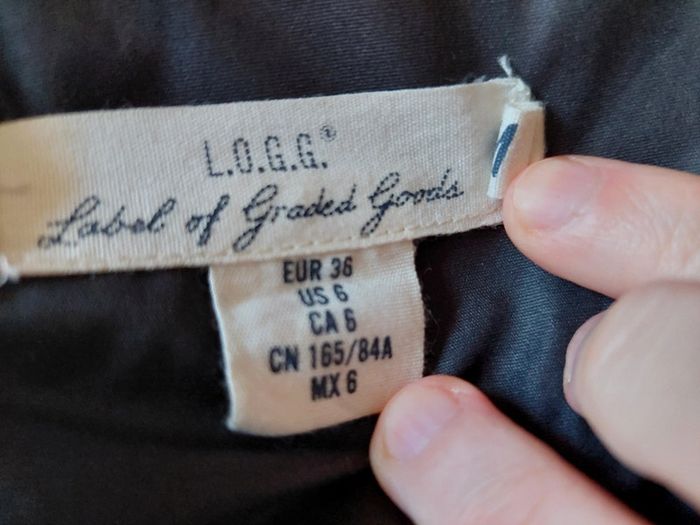 L.O.G.G.®
Label of Graded Goods
EUR 36
US 6
CA 6
CN 165/84A
MX 6